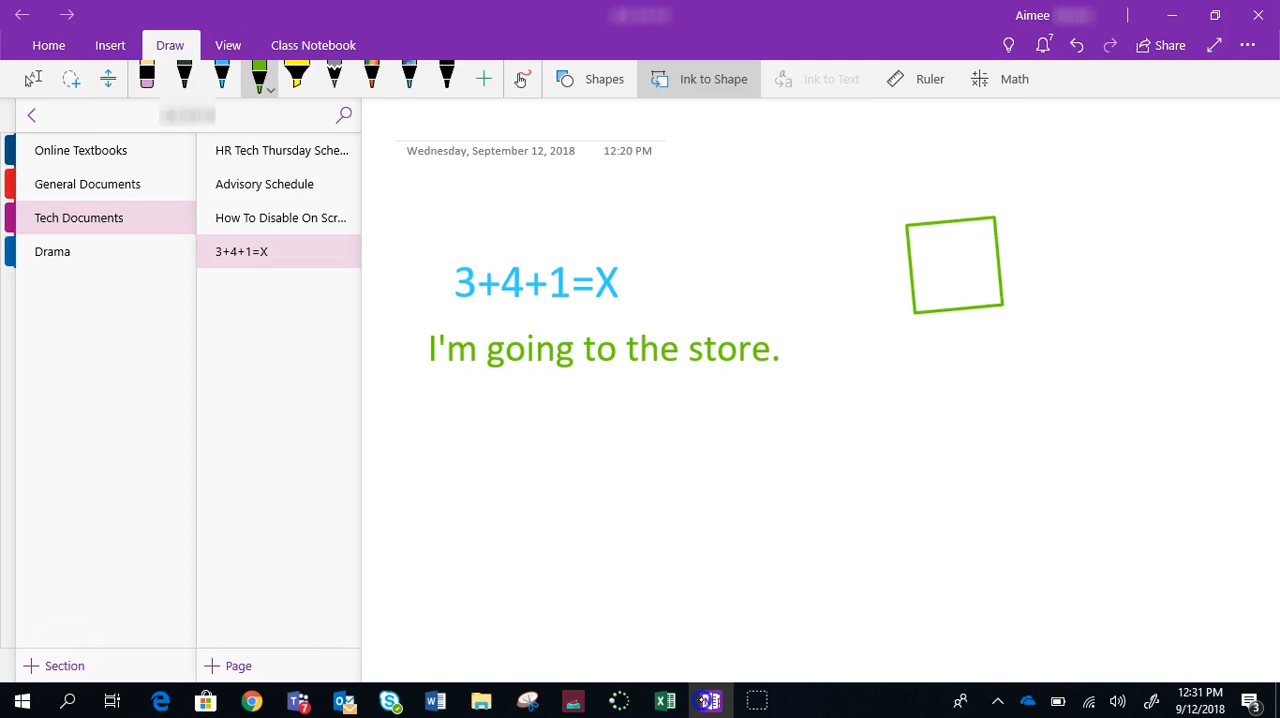 Aimee
Home Insert Draw View Class Notebook
7 Share
Shapes Ink to Shape Ink to Text Ruler Math
Online Textbooks
General Documents
Tech Documents
Drama
HR Tech Thursday Sche...
Advisory Schedule
How To Disable On Scr...
3+4+1=X
Wednesday, September 12, 2018 12:20 PM
3+4+1=X
I'm going to the store.
+ Section + Page
12:31 PM
9/12/2018 3